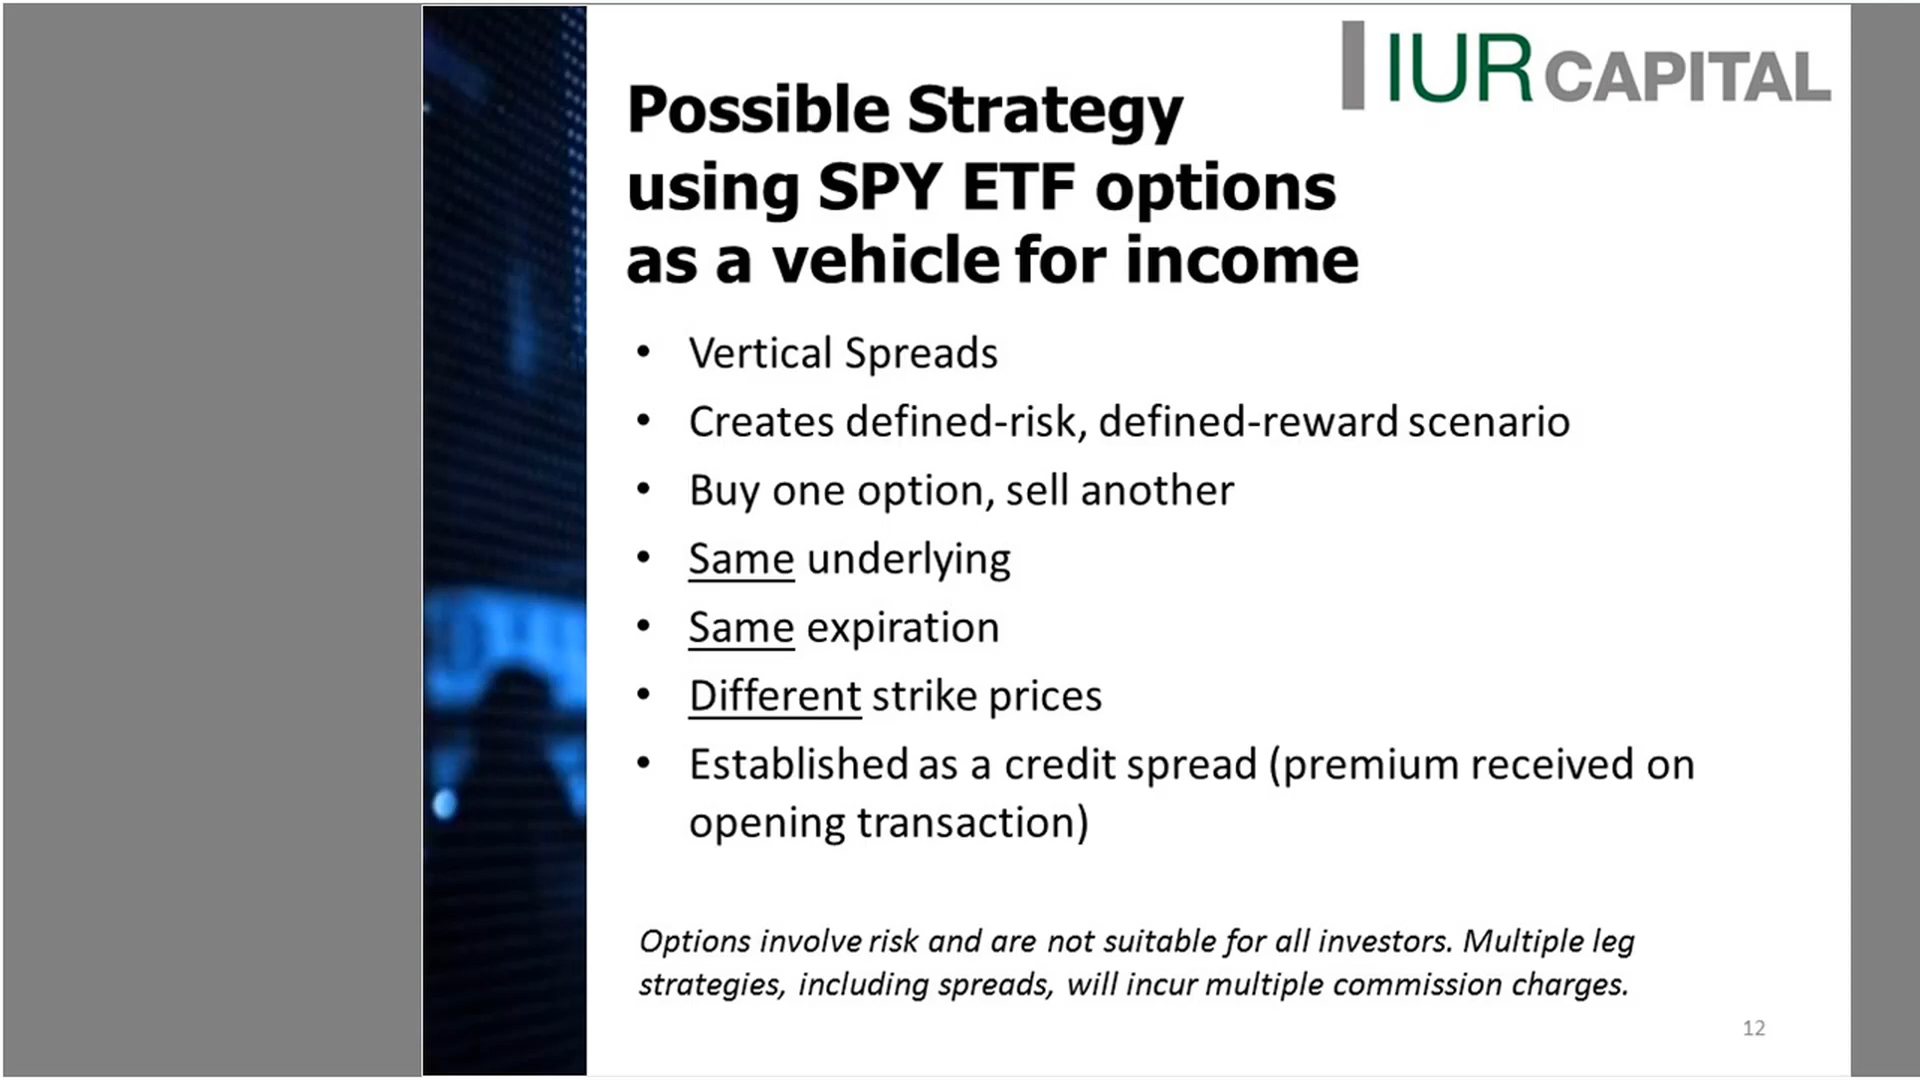 IUR CAPITAL
Possible Strategy
using SPY ETF options
as a vehicle for income
• Vertical Spreads
• Creates defined-risk, defined-reward scenario
• Buy one option, sell another
• Same underlying
• Same expiration
• Different strike prices
• Established as a credit spread (premium received on
opening transaction)
Options involve risk and are not suitable for all investors. Multiple leg
strategies, including spreads, will incur multiple commission charges.
12